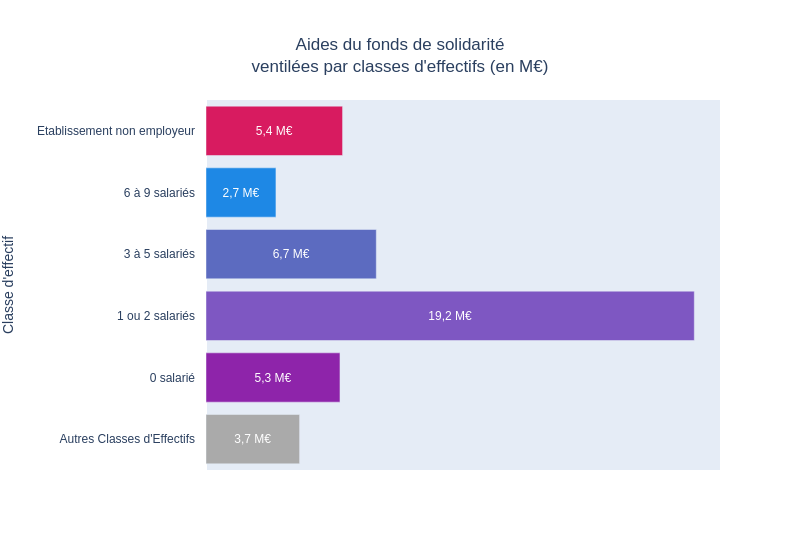 Aides du fonds de solidarité
ventilées par classes d'effectifs (en M€)
Classe d'effectif
Etablissement non employeur
5,4 M€
6 à 9 salariés
2,7 M€
3 à 5 salariés
6,7 M€
1 ou 2 salariés
19,2 M€
0 salarié
5,3 M€
Autres Classes d'Effectifs
3,7 M€